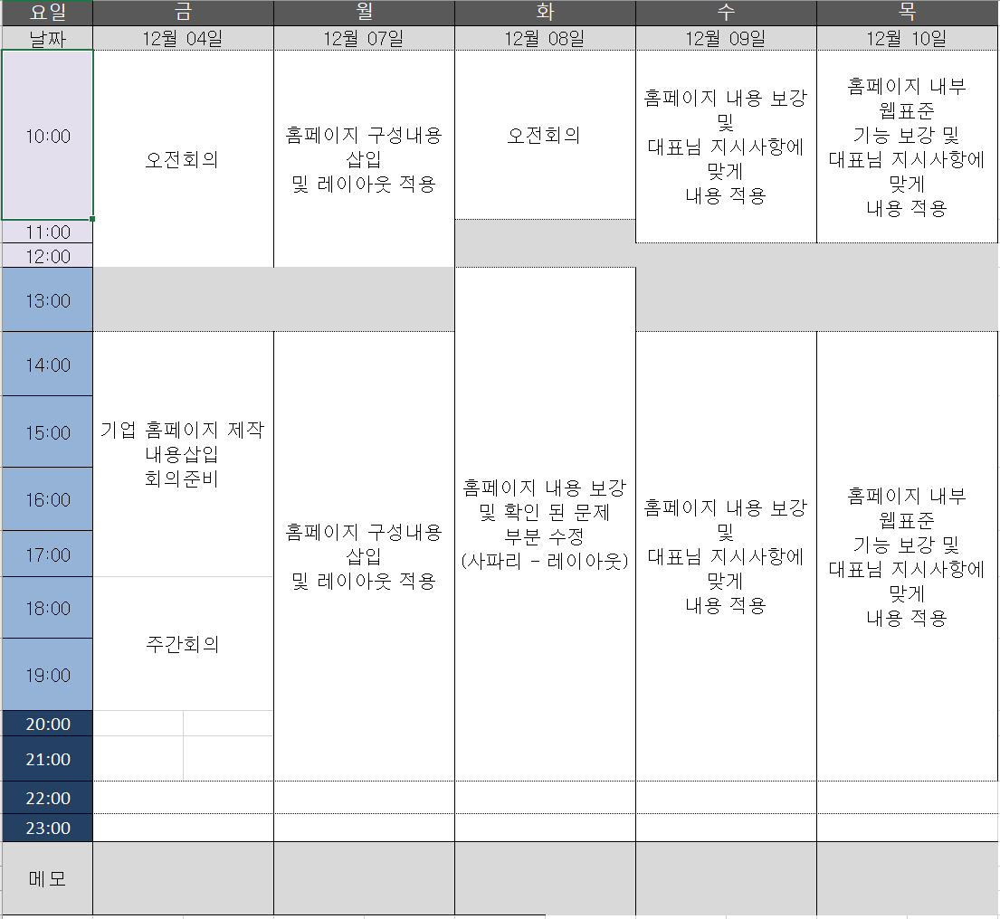 요일 금 월 화 수 목
날짜 12월 04일 12월 07일 12월 08일 12월 09일 12월 10일
10:00
오전회의
홈페이지 구성내용
삽입
및 레이아웃 적용
오전회의
홈페이지 내용 보강
및
대표님 지시사항에
맞게
내용 적용
홈페이지 내부
웹표준
기능 보강 및
대표님 지시사항에
맞게
내용 적용
11:00
12:00
13:00
14:00
15:00
16:00
17:00
18:00
19:00
기업 홈페이지 제작
내용삽입
회의준비
주간회의
홈페이지 구성내용
삽입
및 레이아웃 적용
홈페이지 내용 보강
및 확인 된 문제
부분 수정
(사파리 - 레이아웃)
홈페이지 내용 보강
및
대표님 지시사항에
맞게
내용 적용
홈페이지 내부
웹표준
기능 보강 및
대표님 지시사항에
맞게
내용 적용
20:00
21:00
22:00
23:00
메모